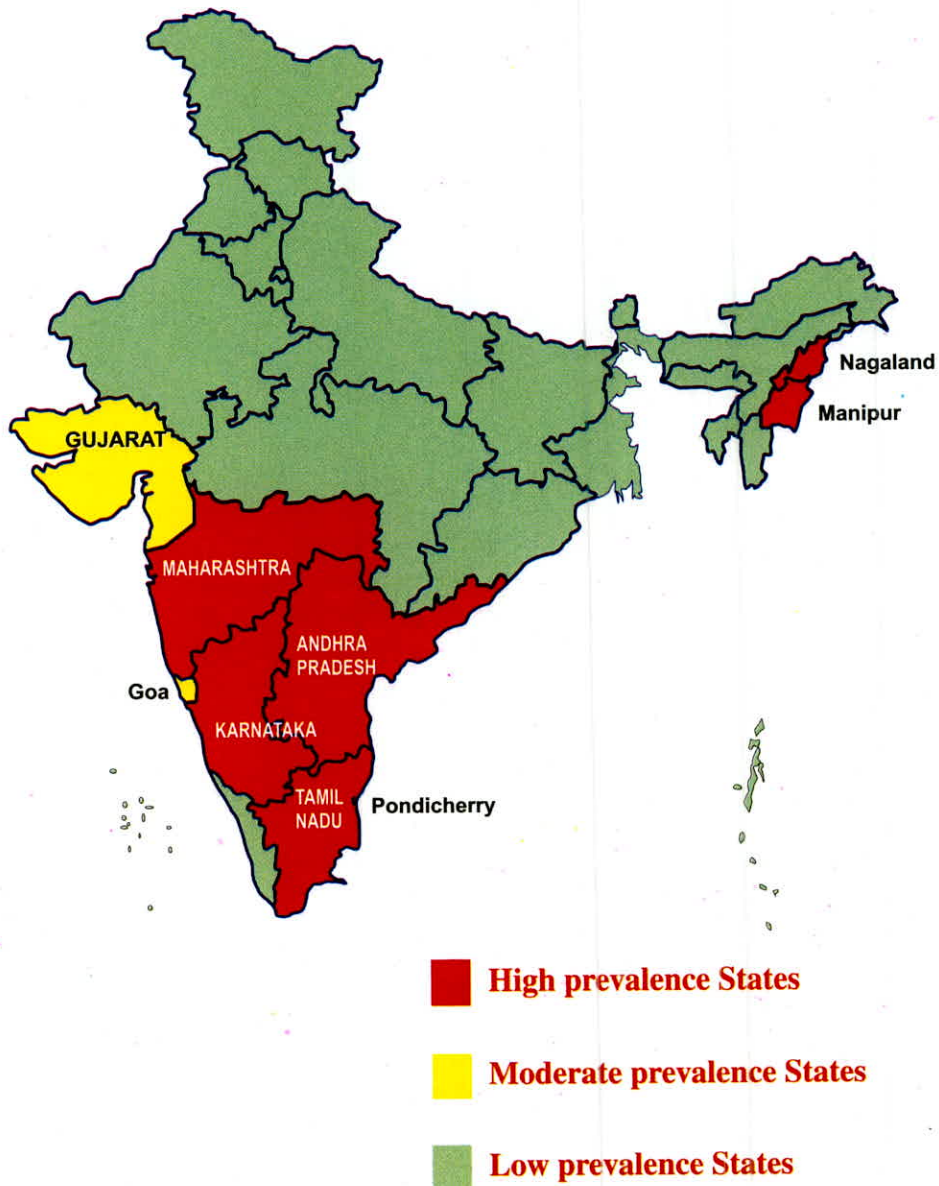 Nagaland
Manipur
GUJARAT
MAHARASHTRA
ANDHRA
PRADESH
Goa
KARNATAKA
TAMIL
NADU
Pondicherry
High prevalence States
Moderate prevalence States
Low prevalence States